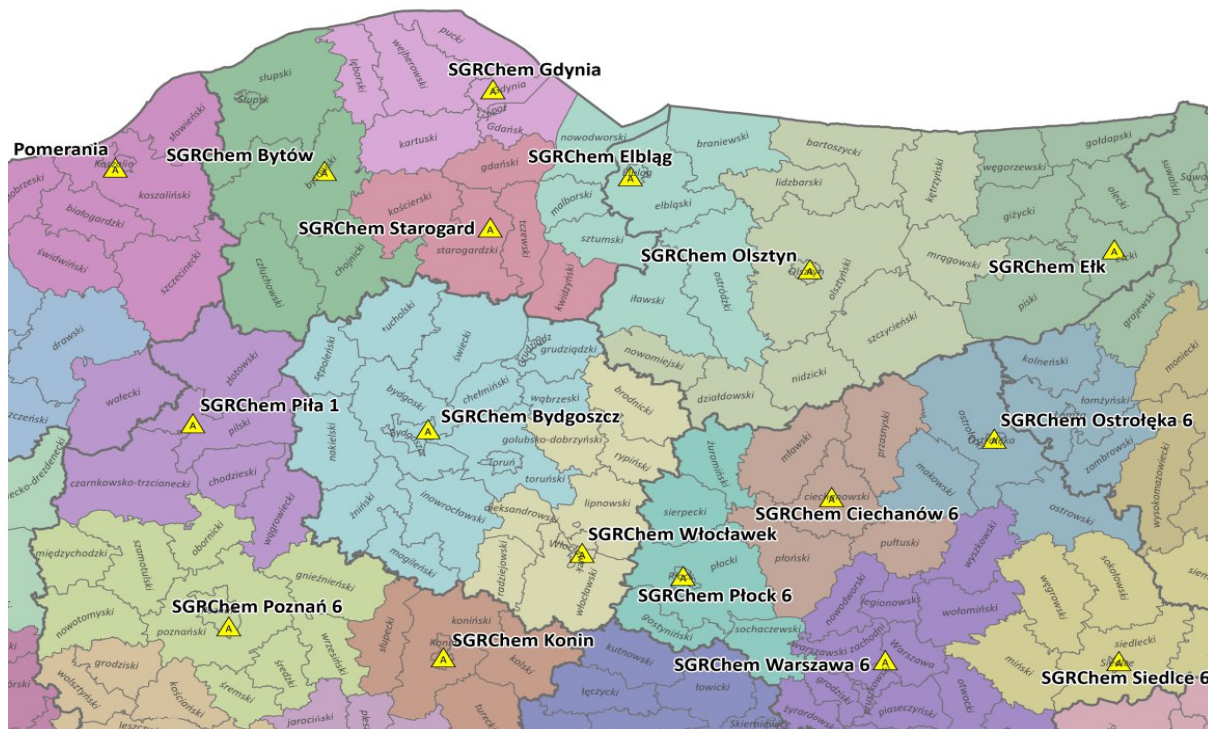 pucki
wejherowski
lęborski
słupski
Słupsk
SGRChem Gdynia
Gdynia
sławieński
Gdańsk
kartuski
nowodworski
braniewski
bartoszycki
gołdapski
węgorzewski
kętrzyński
Pomerania
SGRChem Bytów
SGRChem Elbląg
gdański
lidzbarski
olecki
suwalski
koszaliński
kościerski
malborski
elbląski
giżycki
białogardzki
tczewski
SGRChem Starogard
starogardzki
sztumski
SGRChem Olsztyn
Olsztyn
olsztyński
mrągowski
SGRChem Ełk
świdwiński
szczecinecki
chojnicki
człuchowski
kwidzyński
iławski
ostródzki
piski
grajewski
szczycieński
drawski
tucholski
świecki
Grudziądz
grudziądzki
sępoleński
nowomiejski
kolneński
moniecki
złotowski
wałecki
bydgoski
chełmiński
wąbrzeski
brodnicki
działdowski
nidzicki
łomżyński
SGRChem Piła 1
pilski
SGRChem Bydgoszcz
SGRChem Ostrołęka 6
nakielski
golubsko-dobrzyński
żuromiński
mławski
przasnyski
zambrowski
czarnkowsko-trzcianecki
chodzieski
Toruń
toruński
rypiński
makowski
wysokomazowiecki
wągrowiecki
żniński
inowrocławski
aleksandrowski
lipnowski
sierpecki
ciechanowski
SGRChem Ciechanów 6
ostrowski
międzychodzki
szamotulski
obornicki
mogileński
SGRChem Włocławek
płoński
pułtuski
wyszkowski
gnieźnieński
radziejowski
włocławski
płocki
sokołowski
węgrowski
SGRChem Poznań 6
SGRChem Płock 6
nowodworski
legionowski
wołomiński
nowotomyski
poznański
koniński
gostyniński
sochaczewski
słupecki
SGRChem Konin
wrzesiński
kutnowski
siedlecki
grodziski
średzki
kolski
SGRChem Warszawa 6
Warszawa
miński
SGRChem Siedlce 6
wolsztyński
kościański
śremski
łęczycki
łowicki
grodziski
otwocki
turecki
jarociński
żyrardowski
piaseczyński